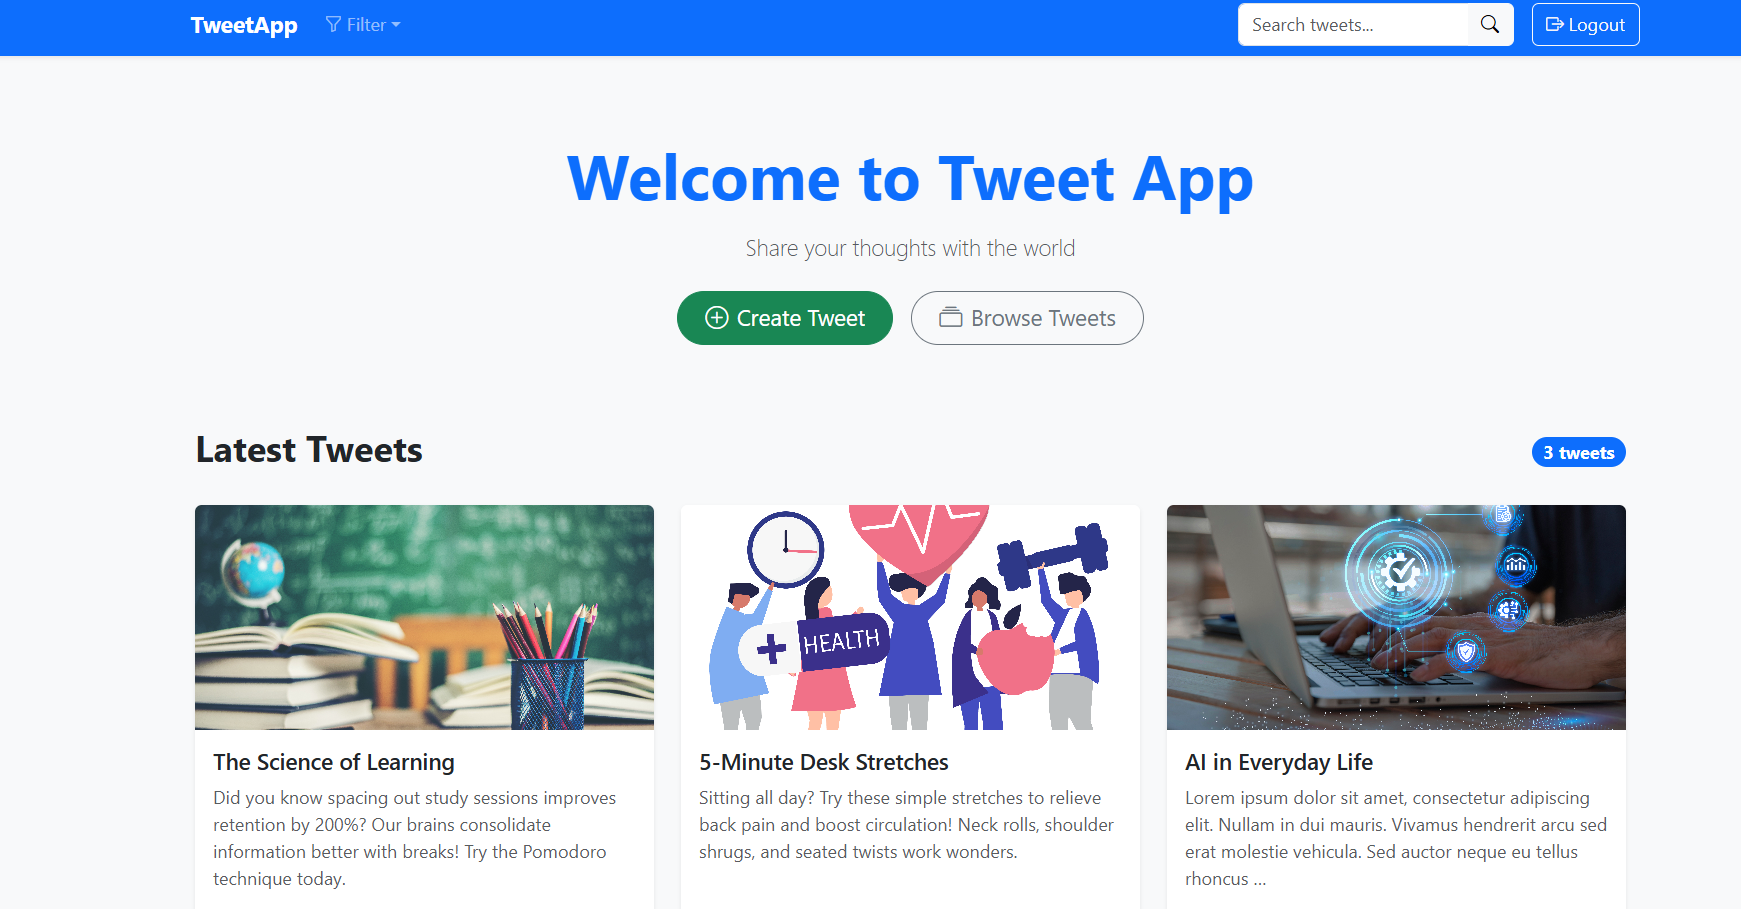 TweetApp Filter Search tweets... Logout
Welcome to Tweet App
Share your thoughts with the world
Create Tweet Browse Tweets
Latest Tweets 3 tweets
HEALTH
The Science of Learning
Did you know spacing out study sessions improves
retention by 200%? Our brains consolidate
information better with breaks! Try the Pomodoro
technique today.
5-Minute Desk Stretches
Sitting all day? Try these simple stretches to relieve
back pain and boost circulation! Neck rolls, shoulder
shrugs, and seated twists work wonders.
AI in Everyday Life
Lorem ipsum dolor sit amet, consectetur adipiscing
elit. Nullam in dui mauris. Vivamus hendrerit arcu sed
erat molestie vehicula. Sed auctor neque eu tellus
rhoncus ...